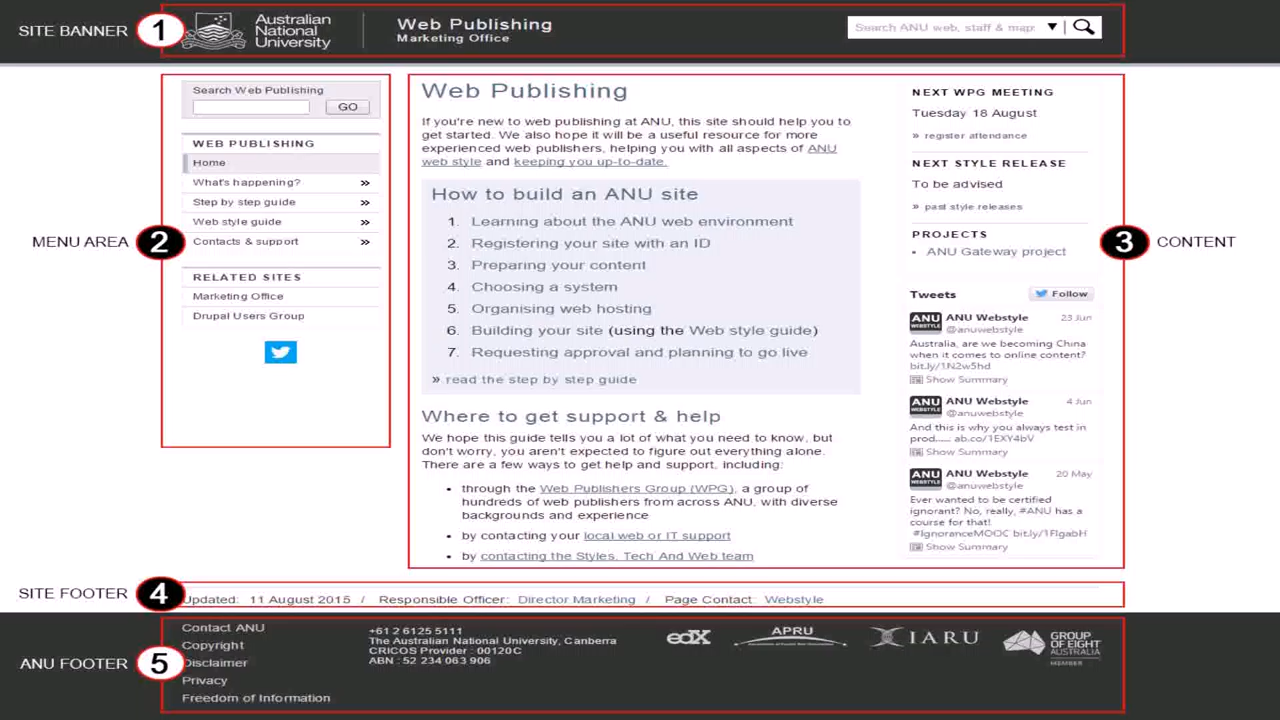 SITE BANNER
1
Australian
National
University
Web Publishing
Marketing Office
Search ANU web, staff & map
MENU AREA
2
Search Web Publishing
GO
WEB PUBLISHING
Home
What's happening?
Step by step guide
Web style guide
Contacts & support
RELATED SITES
Marketing Office
Drupal Users Group
Web Publishing
If you're new to web publishing at ANU, this site should help you to
get started. We also hope it will be a useful resource for more
experienced web publishers, helping you with all aspects of ANU
web style and keeping you up-to-date.
How to build an ANU site
1. Learning about the ANU web environment
2. Registering your site with an ID
3. Preparing your content
4. Choosing a system
5. Organising web hosting
6. Building your site (using the Web style guide)
7. Requesting approval and planning to go live
» read the step by step guide
Where to get support & help
We hope this guide tells you a lot of what you need to know, but
don't worry, you aren't expected to figure out everything alone.
There are a few ways to get help and support, including:
• through the Web Publishers Group (WPG), a group of
hundreds of web publishers from across ANU, with diverse
backgrounds and experience
• by contacting your local web or IT support
• by contacting the Styles, Tech And Web team
3
CONTENT
NEXT WPG MEETING
Tuesday 18 August
» register attendance
NEXT STYLE RELEASE
To be advised
» past style releases
PROJECTS
• ANU Gateway project
Tweets
Follow
ANU WEBSTYLE
ANU Webstyle 23 Jun
@anuwebstyle
Australia, are we becoming China
when it comes to online content?
bit.ly/1N2w5hd
Show Summary
ANU WEBSTYLE
ANU Webstyle 4 Jun
@anuwebstyle
And this is why you always test in
prod..... ab.co/1EXY4bV
Show Summary
ANU WEBSTYLE
ANU Webstyle 20 May
@anuwebstyle
Ever wanted to be certified
ignorant? No, really, #ANU has a
course for that!
#IgnoranceMOOC bit.ly/1FlgabH
Show Summary
SITE FOOTER
4
Updated: 11 August 2015 / Responsible Officer: Director Marketing / Page Contact: Webstyle
ANU FOOTER
5
Contact ANU
Copyright
Disclaimer
Privacy
Freedom of Information
+61 2 6125 5111
The Australian National University, Canberra
CRICOS Provider : 00120C
ABN : 52 234 063 906
edX
APRU
IARU
GROUP
OF EIGHT
AUSTRALIA
MEMBER